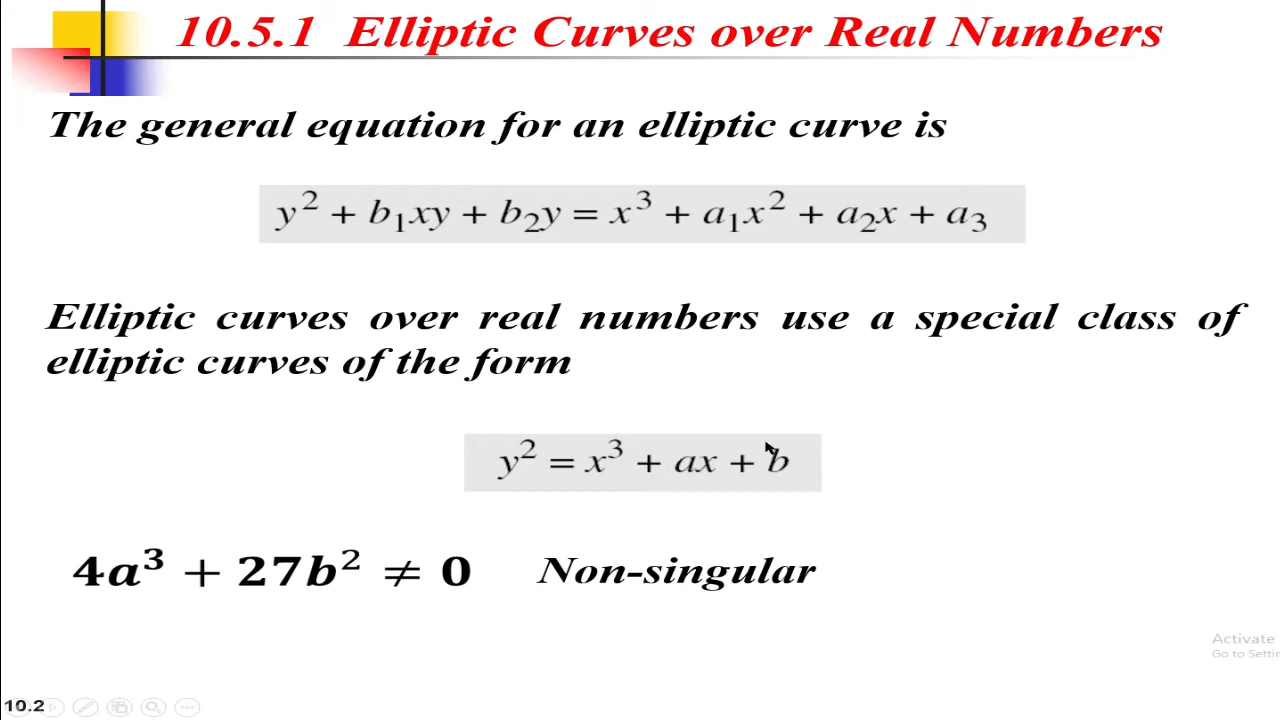 10.5.1 Elliptic Curves over Real Numbers
The general equation for an elliptic curve is
y² + b₁xy + b₂y = x³ + a₁x² + a₂x + a₃
Elliptic curves over real numbers use a special class of
elliptic curves of the form
y² = x³ + ax + b
4a³ + 27b² ≠ 0 Non-singular
Activate
Go to Settin
10.2